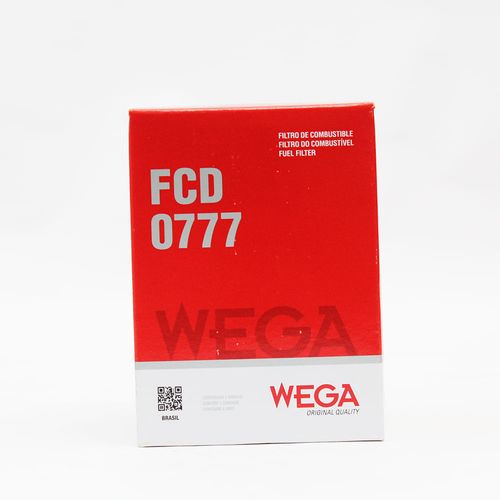 FILTRO DE COMBUSTIBLE
FILTRO DO COMBUSTÍVEL
FUEL FILTER
FCD
0777
WEGA
WEGA
ORIGINAL QUALITY
BRASIL